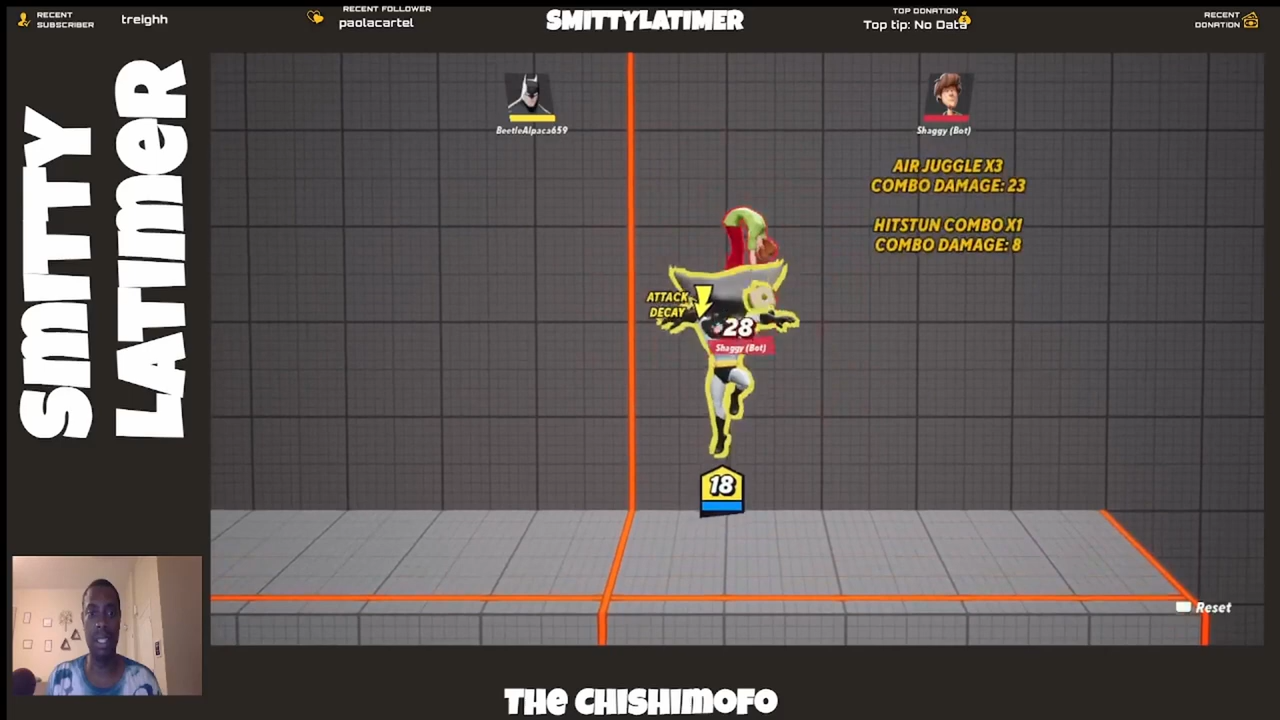 RECENT
SUBSCRIBER
treighh
RECENT FOLLOWER
paolacartel
SMITTYLATIMER
TOP DONATION
Top tip: No Data
RECENT
DONATION
SMITTY
LATIMER
BeetleAlpaca659
Shaggy (Bot)
AIR JUGGLE X3
COMBO DAMAGE: 23
HITSTUN COMBO X1
COMBO DAMAGE: 8
ATTACK
DECAY
28
Shaggy (Bot)
18
Reset
THE CHISHIMOFO